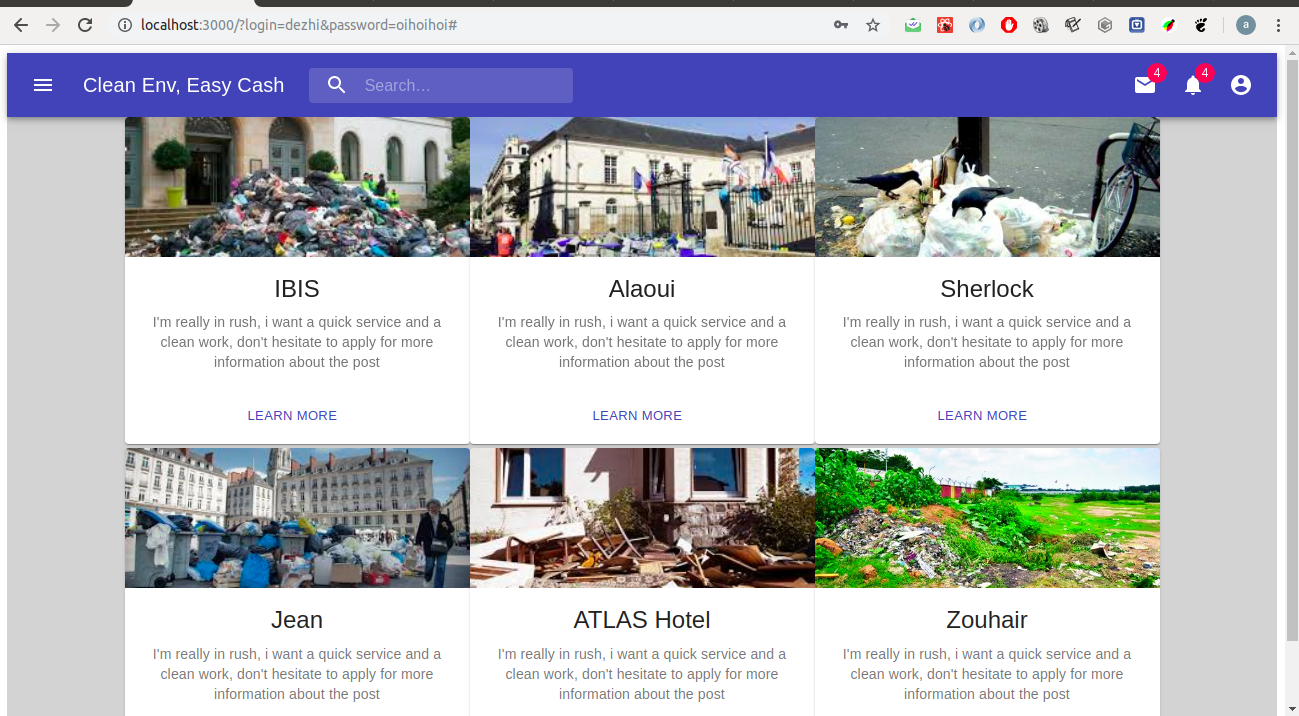 localhost:3000/?login=dezhi&password=oihoihoi#
a
Clean Env, Easy Cash
Search…
4
4
IBIS
Alaoui
Sherlock
I'm really in rush, i want a quick service and a
clean work, don't hesitate to apply for more
information about the post
I'm really in rush, i want a quick service and a
clean work, don't hesitate to apply for more
information about the post
I'm really in rush, i want a quick service and a
clean work, don't hesitate to apply for more
information about the post
LEARN MORE
LEARN MORE
LEARN MORE
Jean
ATLAS Hotel
Zouhair
I'm really in rush, i want a quick service and a
clean work, don't hesitate to apply for more
information about the post
I'm really in rush, i want a quick service and a
clean work, don't hesitate to apply for more
information about the post
I'm really in rush, i want a quick service and a
clean work, don't hesitate to apply for more
information about the post